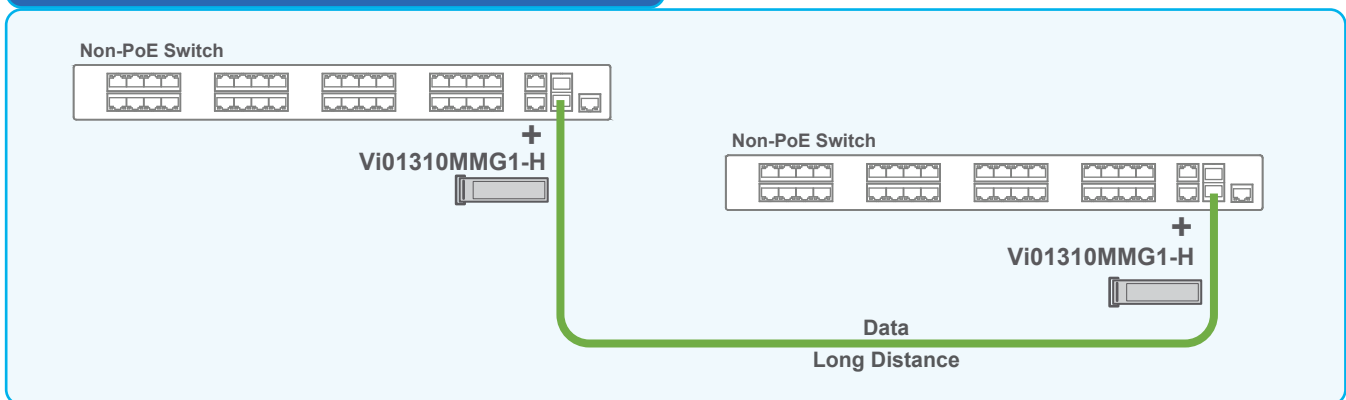 Non-PoE Switch
+
Vi01310MMG1-H
Non-PoE Switch
+
Vi01310MMG1-H
Data
Long Distance